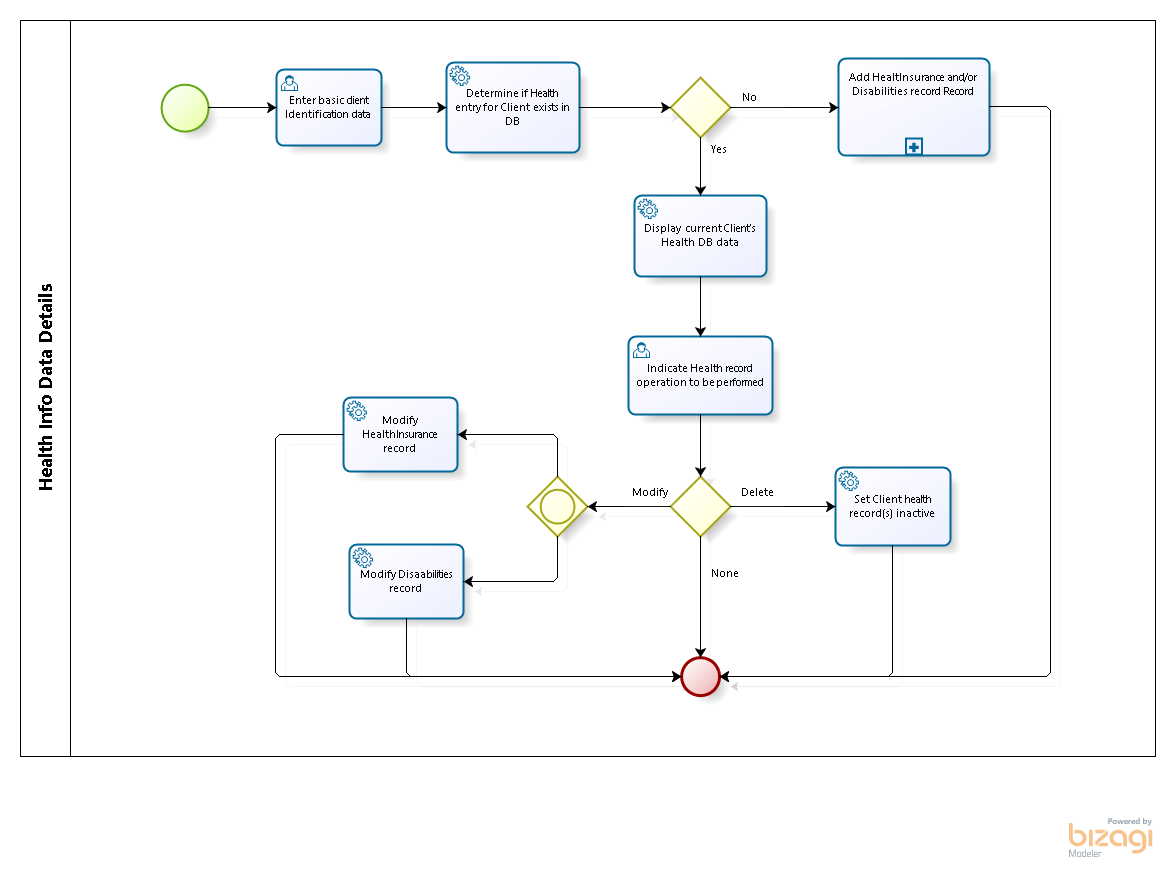 Health Info Data Details
Enter basic client
Identification data
Determine if Health
entry for Client exists in
DB
No
Add HealtInsurance and/or
Disabilities record Record
Yes
Display current Client's
Health DB data
Indicate Health record
operation to be performed
Modify
HealthInsurance
record
Modify
Delete
Set Client health
record(s) inactive
Modify Disaabilities
record
None
Powered by
bizagi
Modeler